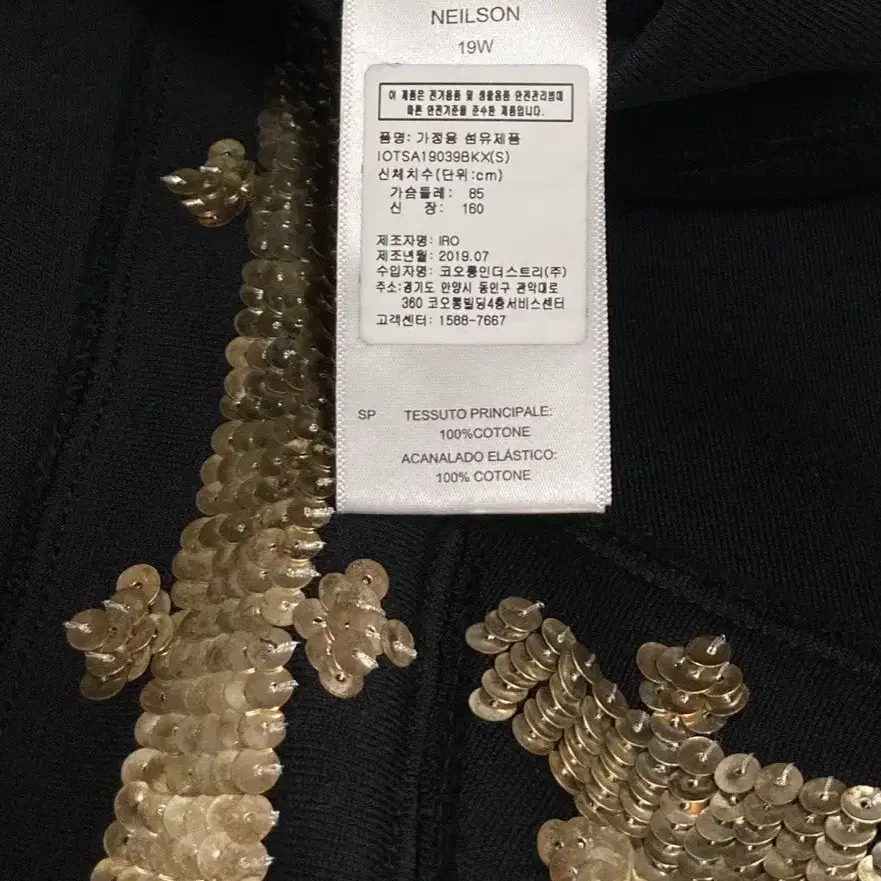 NEILSON
19W
이 제품은 전기용품 및 생활용품 안전관리법에
따른 안전기준을 준수한 제품입니다.
품명: 가정용 섬유제품
IOTSA19039BKX(S)
신체치수(단위:cm)
가슴둘레: 85
신 장: 160
제조자명: IRO
제조년월: 2019.07
수입자명: 코오롱인더스트리(주)
주소:경기도 안양시 동안구 관악대로
360 코오롱빌딩4층서비스센터
고객센터: 1588-7667
SP TESSUTO PRINCIPALE:
100%COTONE
ACANALADO ELÁSTICO:
100% COTONE